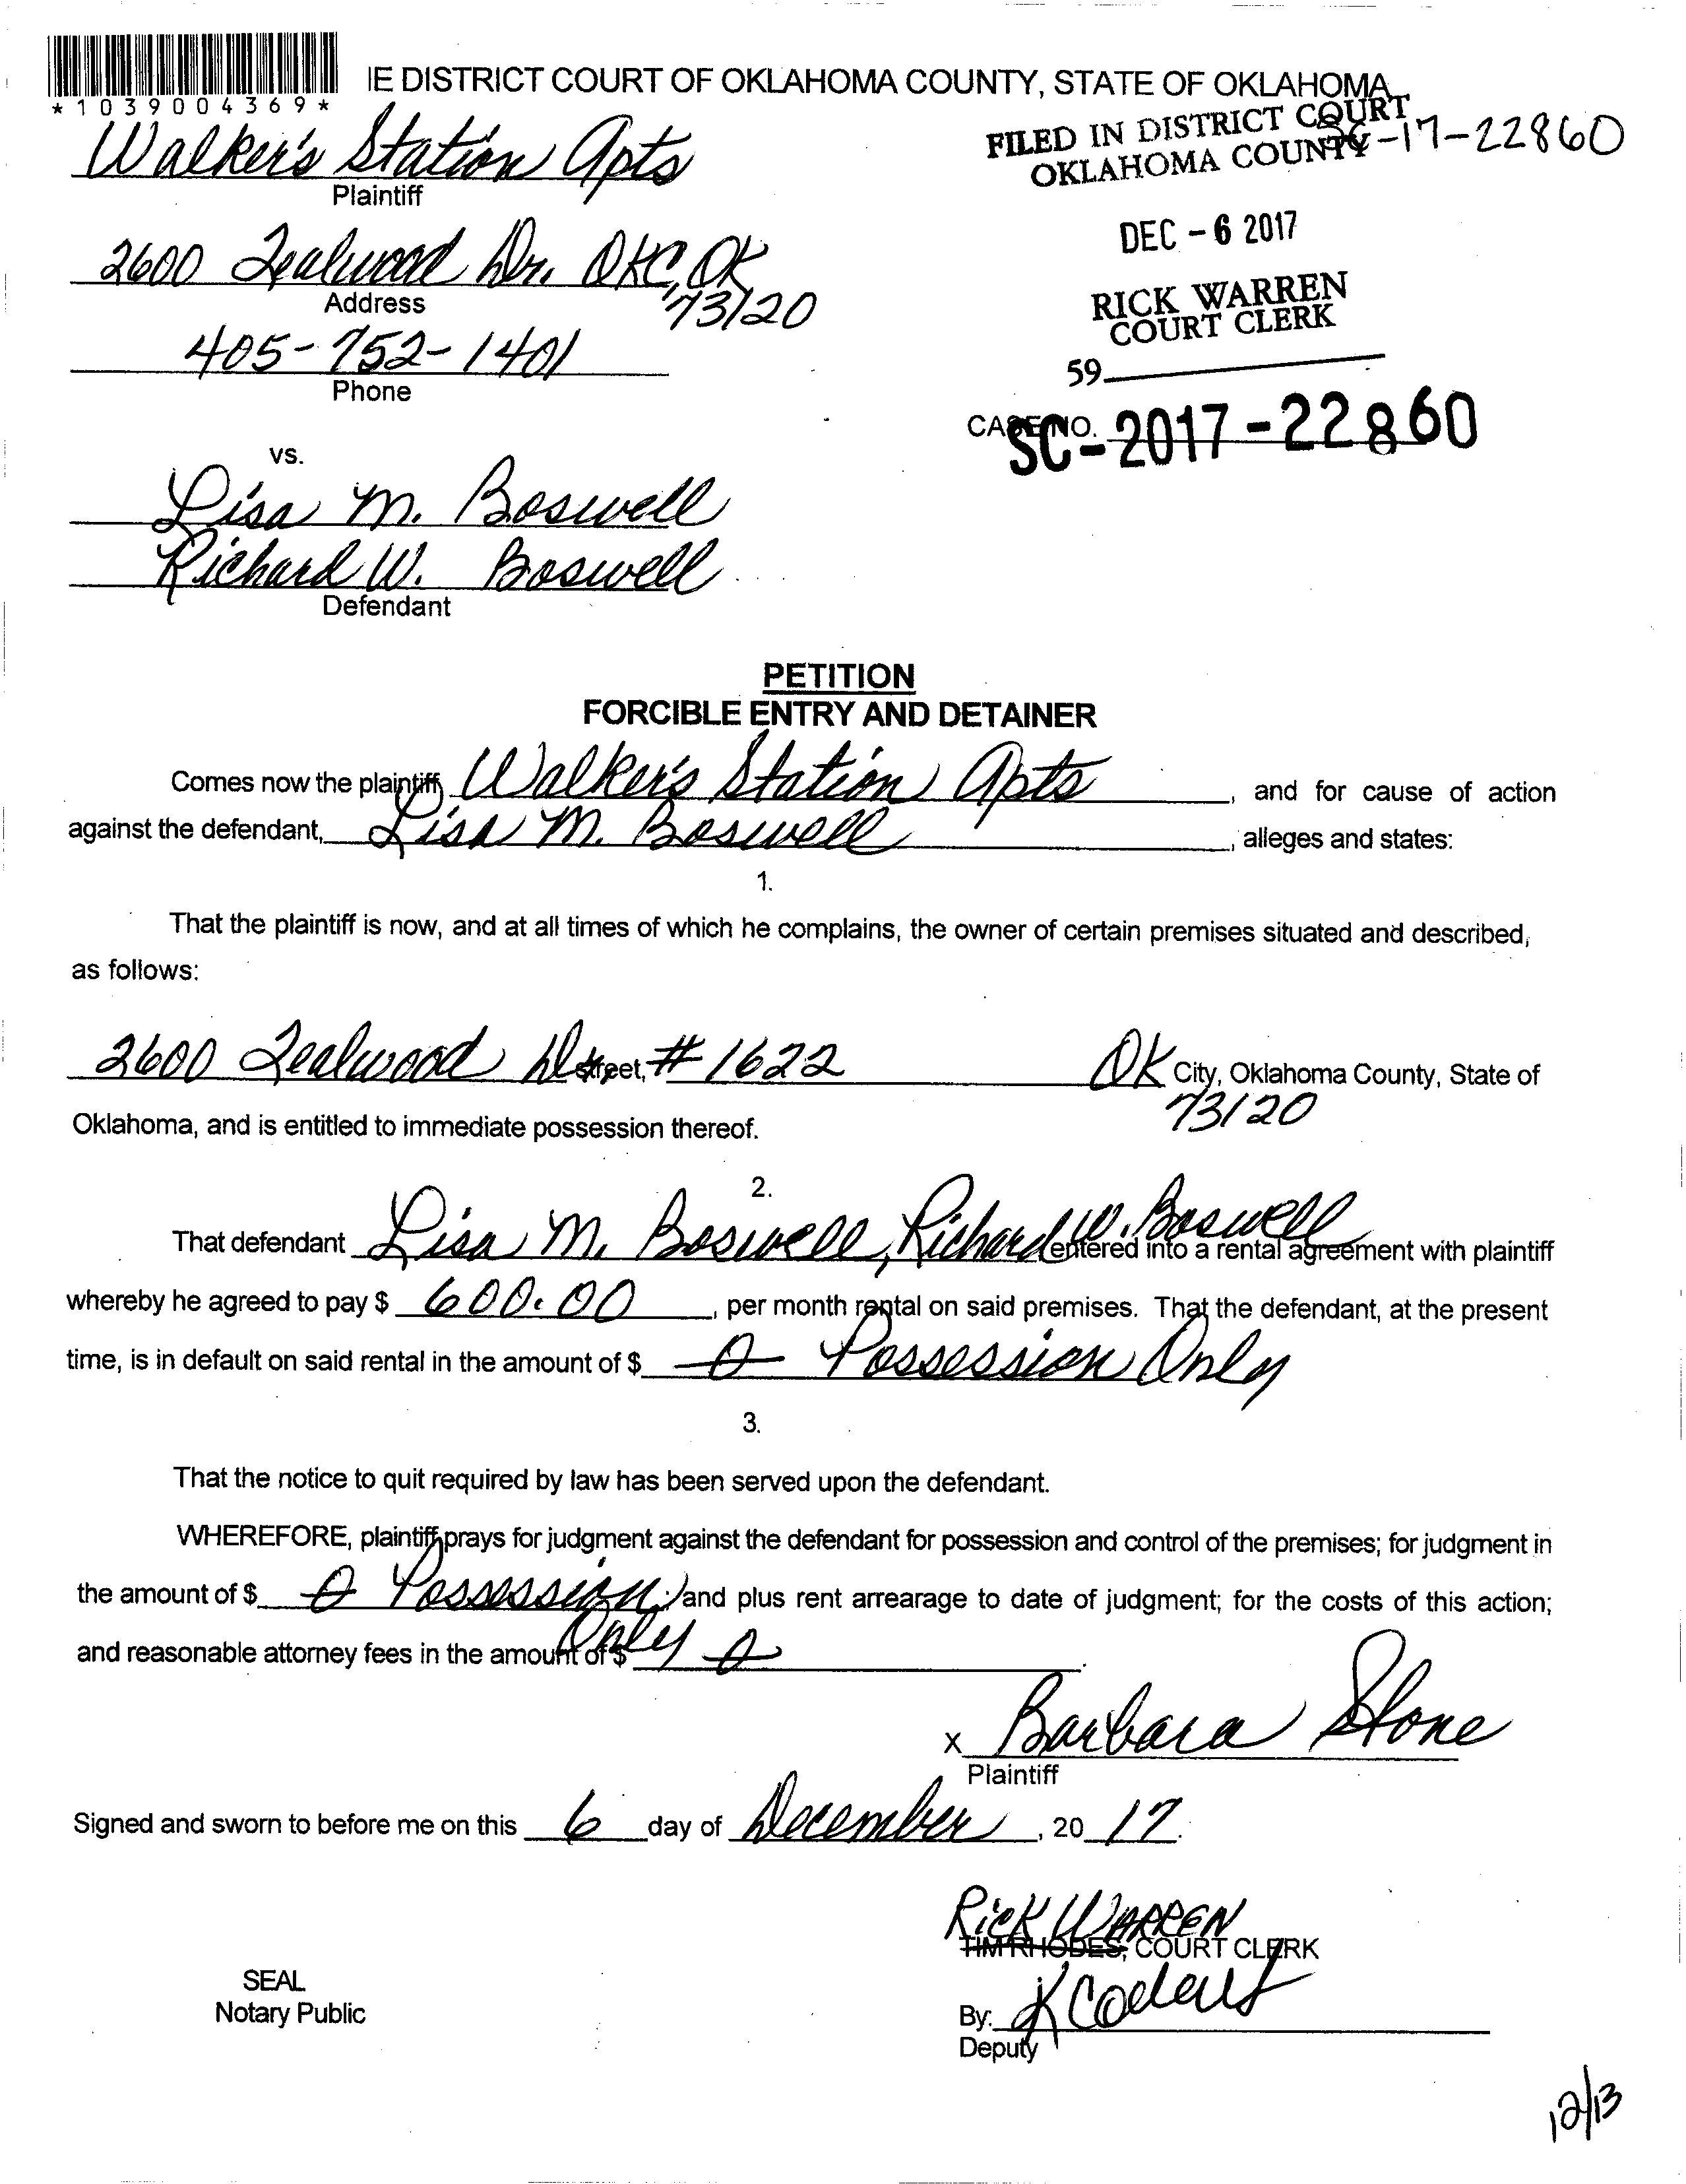 IE DISTRICT COURT OF OKLAHOMA COUNTY, STATE OF OKLAHOMA
*1039004369*
Walker's Station Apts
Plaintiff
FILED IN DISTRICT COURT
OKLAHOMA COUNTY
SC-17-22860
2600 Tealwood Dr. OKC, OK
73120
Address
DEC - 6 2017
405-752-1401
Phone
RICK WARREN
COURT CLERK
59
CASE NO. SC-2017-22860
vs.
Lisa M. Boswell
Richard W. Boswell
Defendant
PETITION
FORCIBLE ENTRY AND DETAINER
Comes now the plaintiff, Walker's Station Apts, and for cause of action
against the defendant, Lisa M. Boswell, alleges and states:
1.
That the plaintiff is now, and at all times of which he complains, the owner of certain premises situated and described,
as follows:
2600 Tealwood Dr street, # 1622 OK City, Oklahoma County, State of
73120
Oklahoma, and is entitled to immediate possession thereof.
2.
That defendant Lisa M. Boswell, Richard W. Boswell entered into a rental agreement with plaintiff
whereby he agreed to pay $ 600.00, per month rental on said premises. That the defendant, at the present
time, is in default on said rental in the amount of $ 0 Possession Only
3.
That the notice to quit required by law has been served upon the defendant.
WHEREFORE, plaintiff prays for judgment against the defendant for possession and control of the premises; for judgment in
the amount of $ 0 Possession Only; and plus rent arrearage to date of judgment; for the costs of this action;
and reasonable attorney fees in the amount of $ 0.
x Barbara Stone
Plaintiff
Signed and sworn to before me on this 6 day of December, 20 17.
Rick WARREN
TIM RHODES, COURT CLERK
SEAL
Notary Public
By:
Deputy
12/13